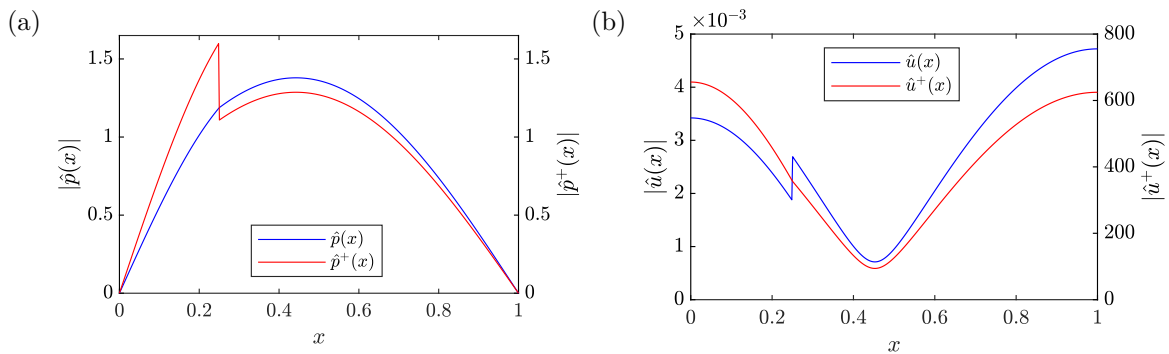 (a)
|p̂(x)|
1.5
1
0.5
0
1.5
1
0.5
0
|p̂⁺(x)|
p̂(x)
p̂⁺(x)
0 0.2 0.4 0.6 0.8 1
x
(b)
×10⁻³
|û(x)|
5
4
3
2
1
0
800
600
400
200
0
|û⁺(x)|
û(x)
û⁺(x)
0 0.2 0.4 0.6 0.8 1
x